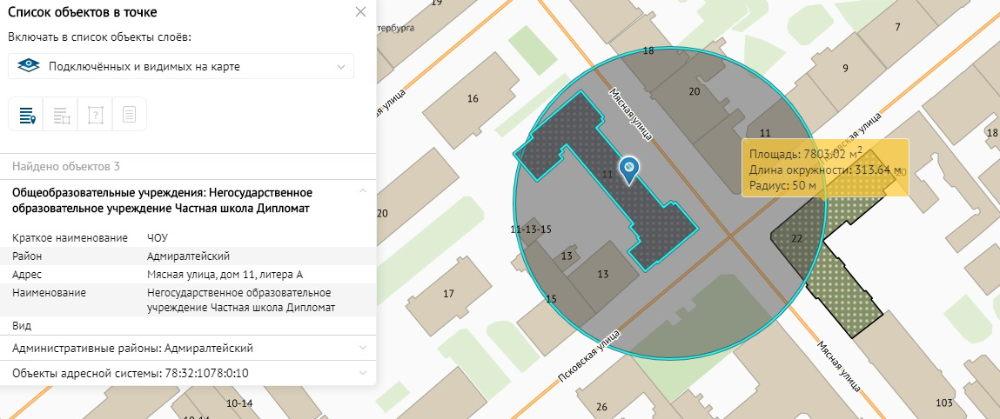 Список объектов в точке
Включать в список объекты слоёв:
Подключённых и видимых на карте
?
Найдено объектов 3
Общеобразовательные учреждения: Негосударственное
образовательное учреждение Частная школа Дипломат
Краткое наименование ЧОУ
Район Адмиралтейский
Адрес Мясная улица, дом 11, литера А
Наименование Негосударственное образовательное
учреждение Частная школа Дипломат
Вид
Административные районы: Адмиралтейский
Объекты адресной системы: 78:32:1078:0:10
19
7
18
9
20
16
Мясная улица
11
18
Площадь: 7803.02 м²
Длина окружности: 313.64 м
Радиус: 50 м
11
20
11-13-15
22
13
13
17
15
Псковская улица
Мясная улица
10-14
26
103